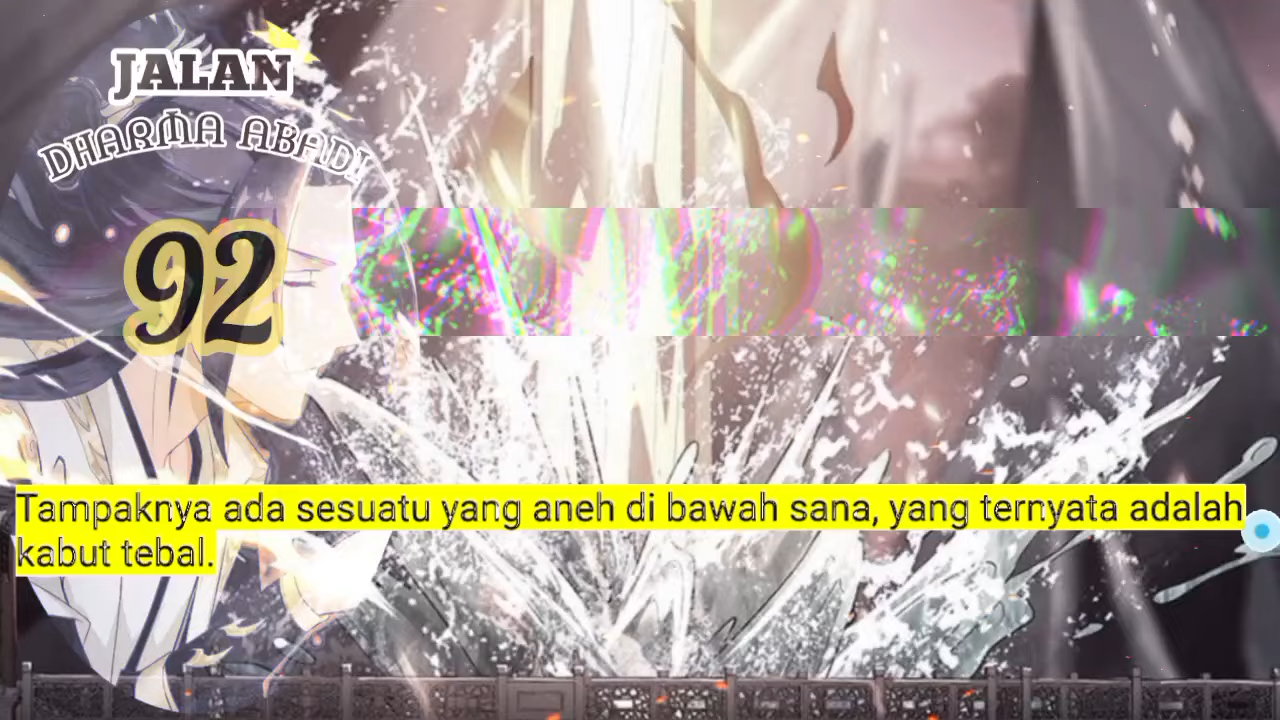 JALAN
DHARMA ABADI
92
Tampaknya ada sesuatu yang aneh di bawah sana, yang ternyata adalah
kabut tebal.